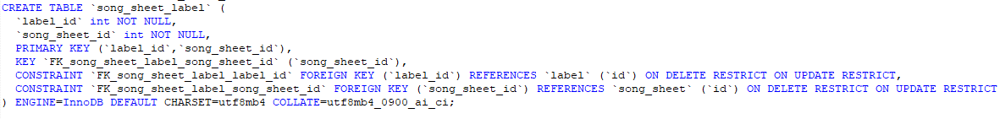 CREATE TABLE `song_sheet_label` (
  `label_id` int NOT NULL,
  `song_sheet_id` int NOT NULL,
  PRIMARY KEY (`label_id`,`song_sheet_id`),
  KEY `FK_song_sheet_label_song_sheet_id` (`song_sheet_id`),
  CONSTRAINT `FK_song_sheet_label_label_id` FOREIGN KEY (`label_id`) REFERENCES `label` (`id`) ON DELETE RESTRICT ON UPDATE RESTRICT,
  CONSTRAINT `FK_song_sheet_label_song_sheet_id` FOREIGN KEY (`song_sheet_id`) REFERENCES `song_sheet` (`id`) ON DELETE RESTRICT ON UPDATE RESTRICT
) ENGINE=InnoDB DEFAULT CHARSET=utf8mb4 COLLATE=utf8mb4_0900_ai_ci;